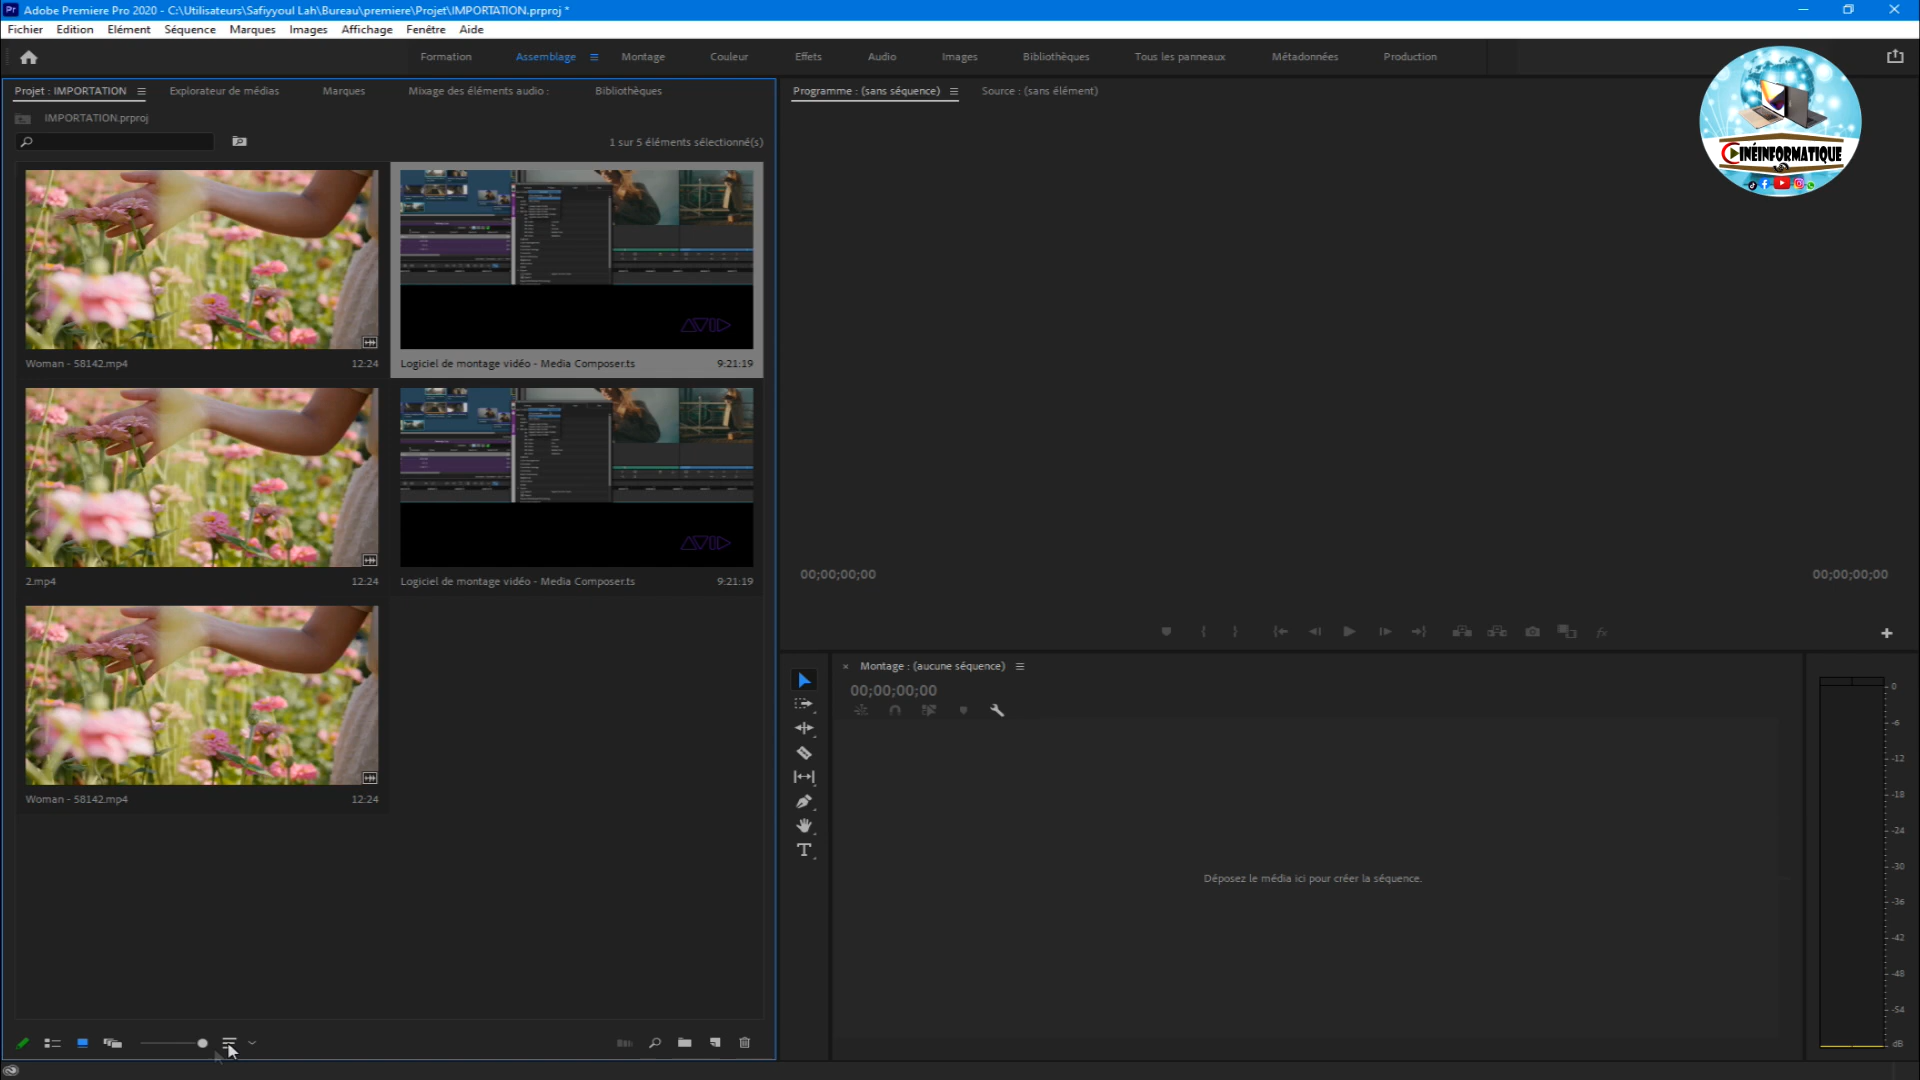 Adobe Premiere Pro 2020 - C:\Utilisateurs\Safiyyoul Lah\Bureau\premiere\Projet\IMPORTATION.prproj *
Fichier Edition Elément Séquence Marques Images Affichage Fenêtre Aide
Formation Assemblage Montage Couleur Effets Audio Images Bibliothèques Tous les panneaux Métadonnées Production
Projet : IMPORTATION Explorateur de médias Marques Mixage des éléments audio : Bibliothèques
Programme : (sans séquence) Source : (sans élément)
IMPORTATION.prproj
1 sur 5 éléments sélectionné(s)
CINÉINFORMATIQUE
AVID
Woman - 58142.mp4 12:24
Logiciel de montage vidéo - Media Composer.ts 9:21:19
AVID
2.mp4 12:24
Logiciel de montage vidéo - Media Composer.ts 9:21:19
Woman - 58142.mp4 12:24
00;00;00;00
00;00;00;00
Montage : (aucune séquence)
00;00;00;00
Déposez le média ici pour créer la séquence.
0
-6
-12
-18
-24
-30
-36
-42
-48
-54
dB